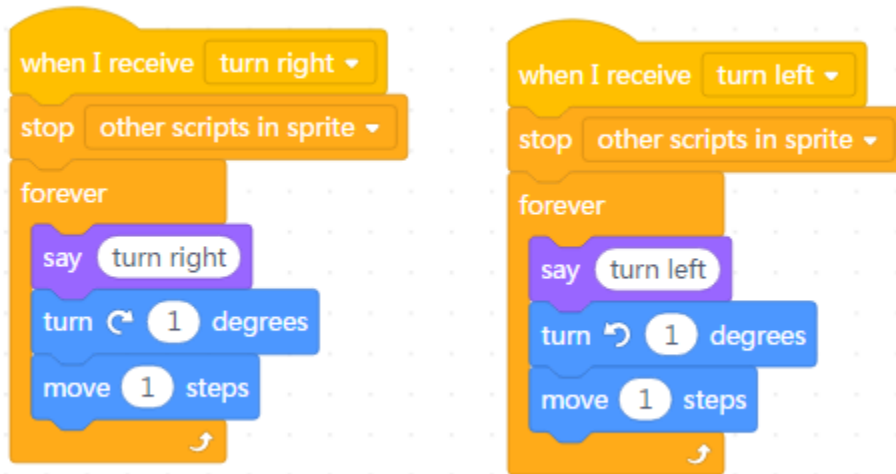 when I receive turn right
stop other scripts in sprite
forever
say turn right
turn 1 degrees
move 1 steps
when I receive turn left
stop other scripts in sprite
forever
say turn left
turn 1 degrees
move 1 steps